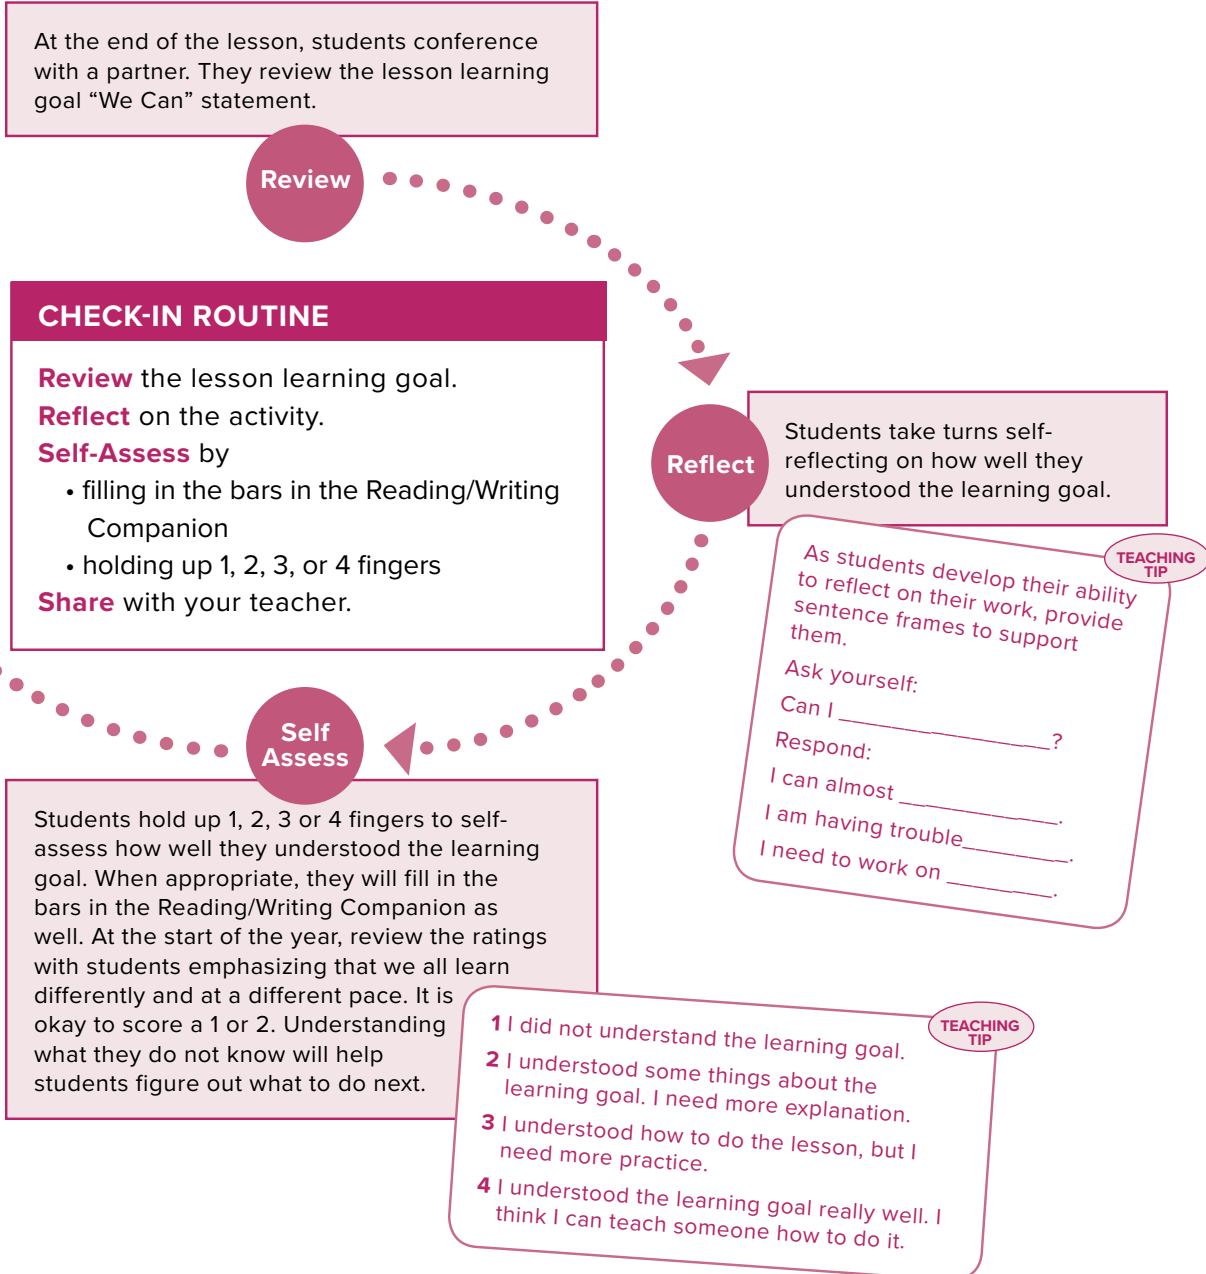 At the end of the lesson, students conference
with a partner. They review the lesson learning
goal “We Can” statement.
Review
CHECK-IN ROUTINE
Review the lesson learning goal.
Reflect on the activity.
Self-Assess by
• filling in the bars in the Reading/Writing
Companion
• holding up 1, 2, 3, or 4 fingers
Share with your teacher.
Reflect
Students take turns self-
reflecting on how well they
understood the learning goal.
TEACHING
TIP
As students develop their ability
to reflect on their work, provide
sentence frames to support
them.
Ask yourself:
Can I ____________________?
Respond:
I can almost _______________.
I am having trouble__________.
I need to work on __________.
Self
Assess
Students hold up 1, 2, 3 or 4 fingers to self-
assess how well they understood the learning
goal. When appropriate, they will fill in the
bars in the Reading/Writing Companion as
well. At the start of the year, review the ratings
with students emphasizing that we all learn
differently and at a different pace. It is
okay to score a 1 or 2. Understanding
what they do not know will help
students figure out what to do next.
TEACHING
TIP
1 I did not understand the learning goal.
2 I understood some things about the
learning goal. I need more explanation.
3 I understood how to do the lesson, but I
need more practice.
4 I understood the learning goal really well. I
think I can teach someone how to do it.